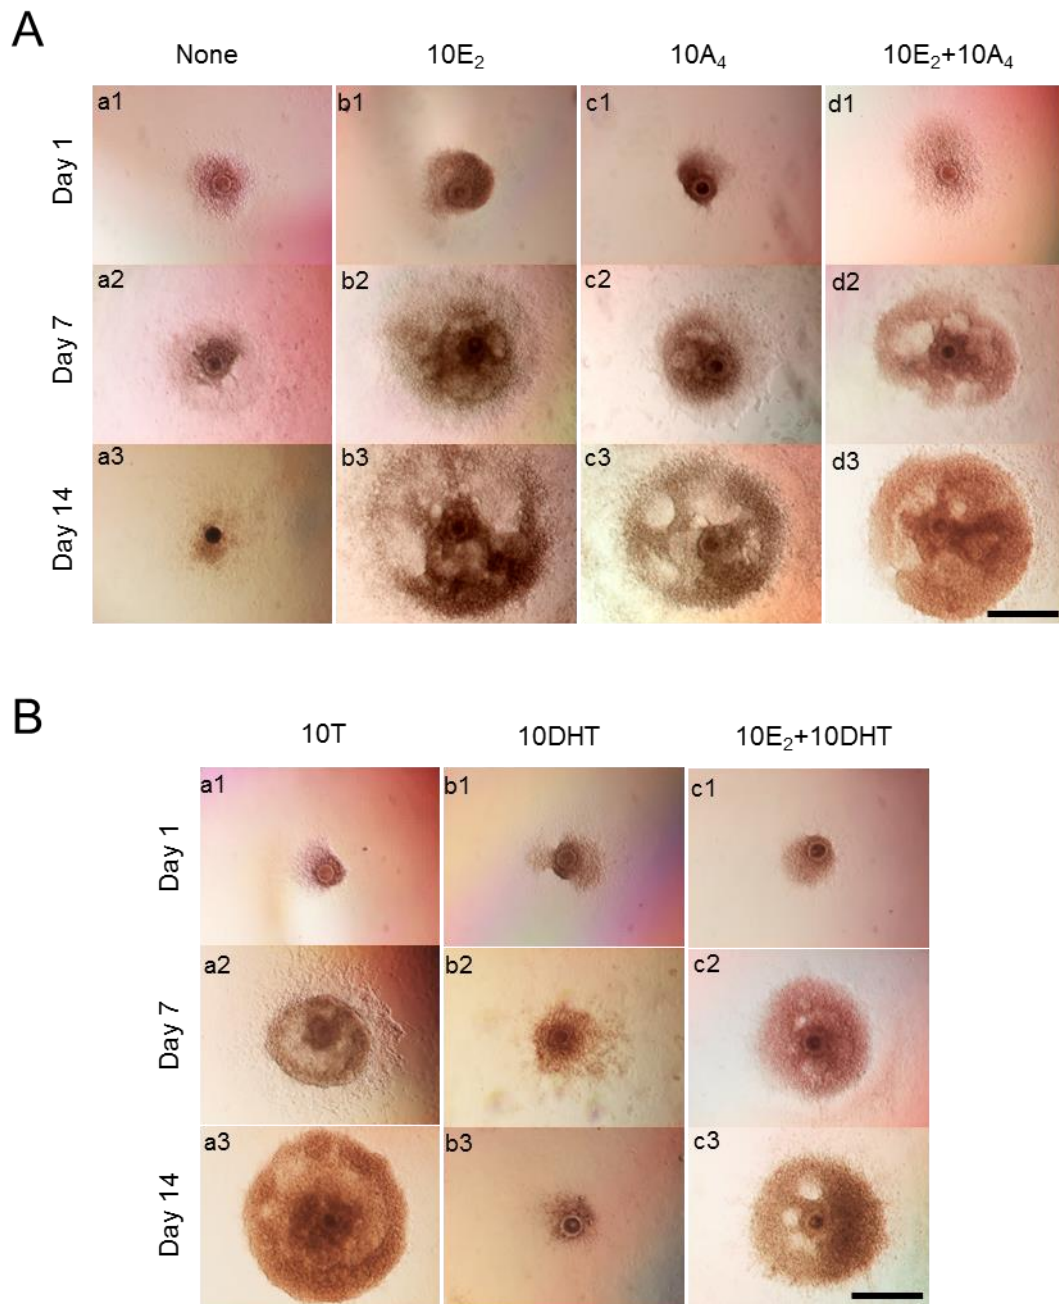 A
None 10E₂ 10A₄ 10E₂+10A₄
Day 1 a1 b1 c1 d1
Day 7 a2 b2 c2 d2
Day 14 a3 b3 c3 d3
B
10T 10DHT 10E₂+10DHT
Day 1 a1 b1 c1
Day 7 a2 b2 c2
Day 14 a3 b3 c3